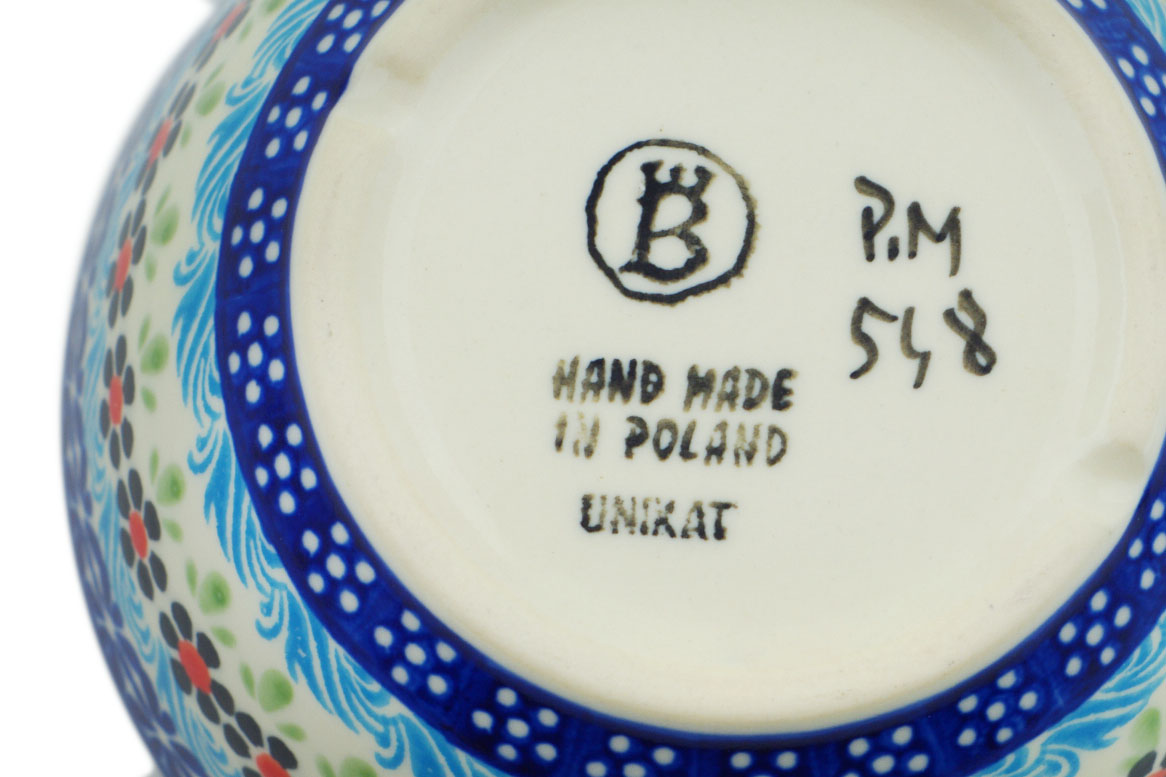 B
P.M
548
HAND MADE
IN POLAND
UNIKAT